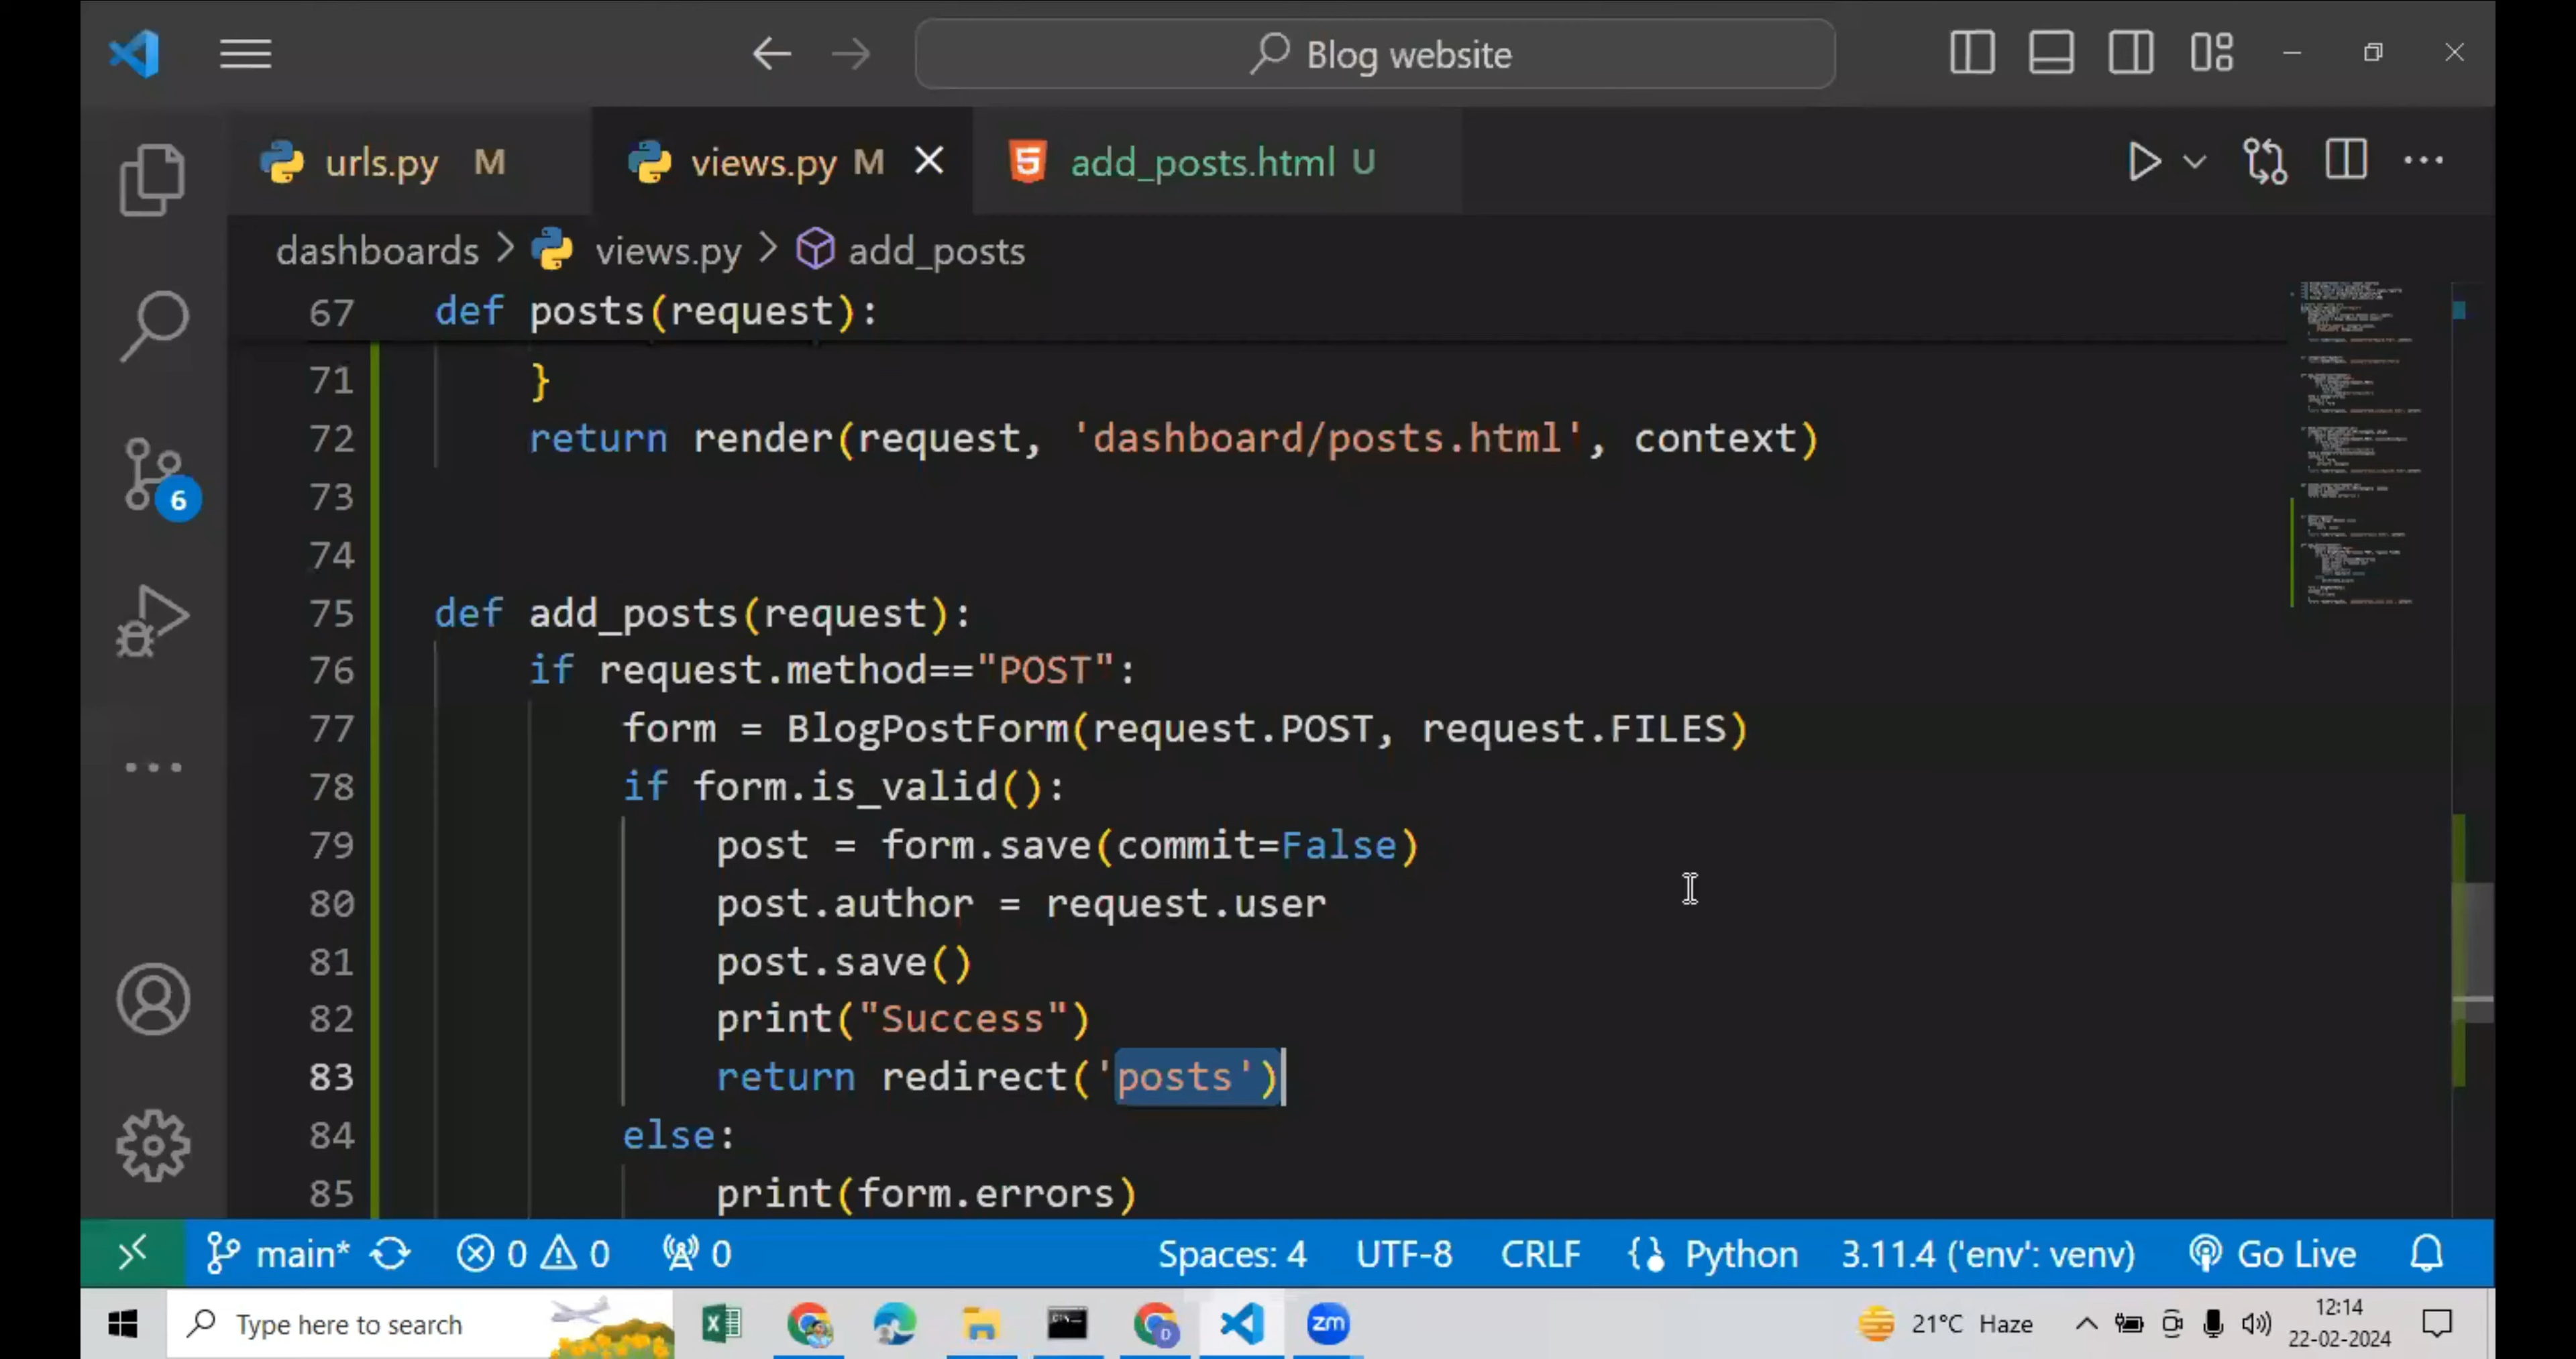 Blog website
urls.py M views.py M add_posts.html U
dashboards > views.py > add_posts
67 def posts(request):
71 }
72 return render(request, 'dashboard/posts.html', context)
73
74
75 def add_posts(request):
76 if request.method=="POST":
77 form = BlogPostForm(request.POST, request.FILES)
78 if form.is_valid():
79 post = form.save(commit=False)
80 post.author = request.user
81 post.save()
82 print("Success")
83 return redirect('posts')
84 else:
85 print(form.errors)
6
main* 0 0 0 Spaces: 4 UTF-8 CRLF Python 3.11.4 ('env': venv) Go Live
Type here to search zm 21°C Haze 12:14
22-02-2024